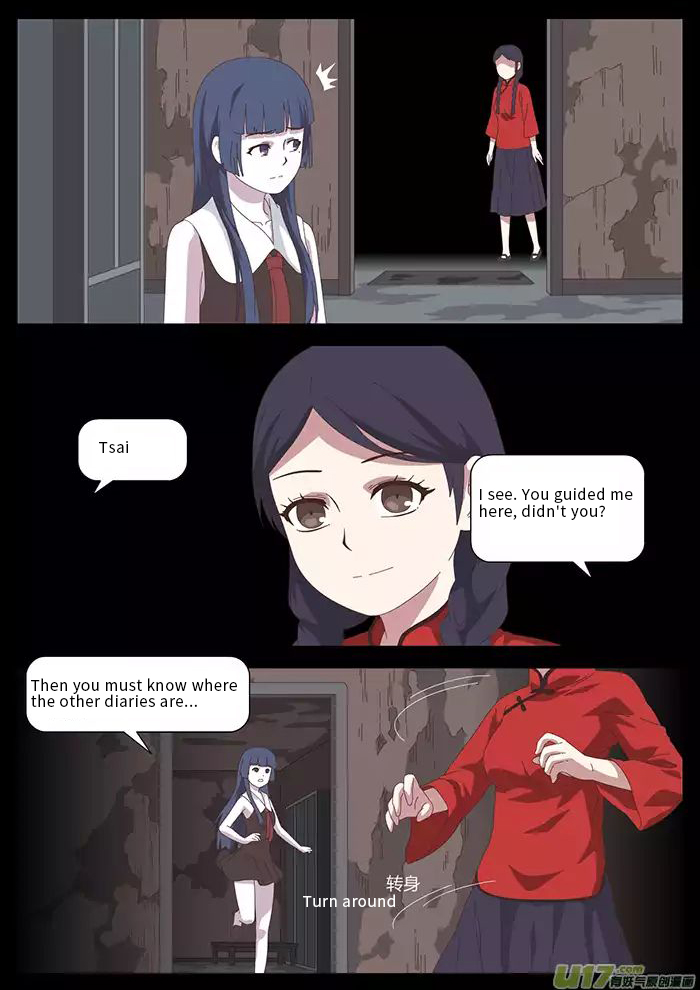 Tsai
I see. You guided me
here, didn't you?
Then you must know where
the other diaries are...
转身
Turn around
U17.com
有妖气原创漫画